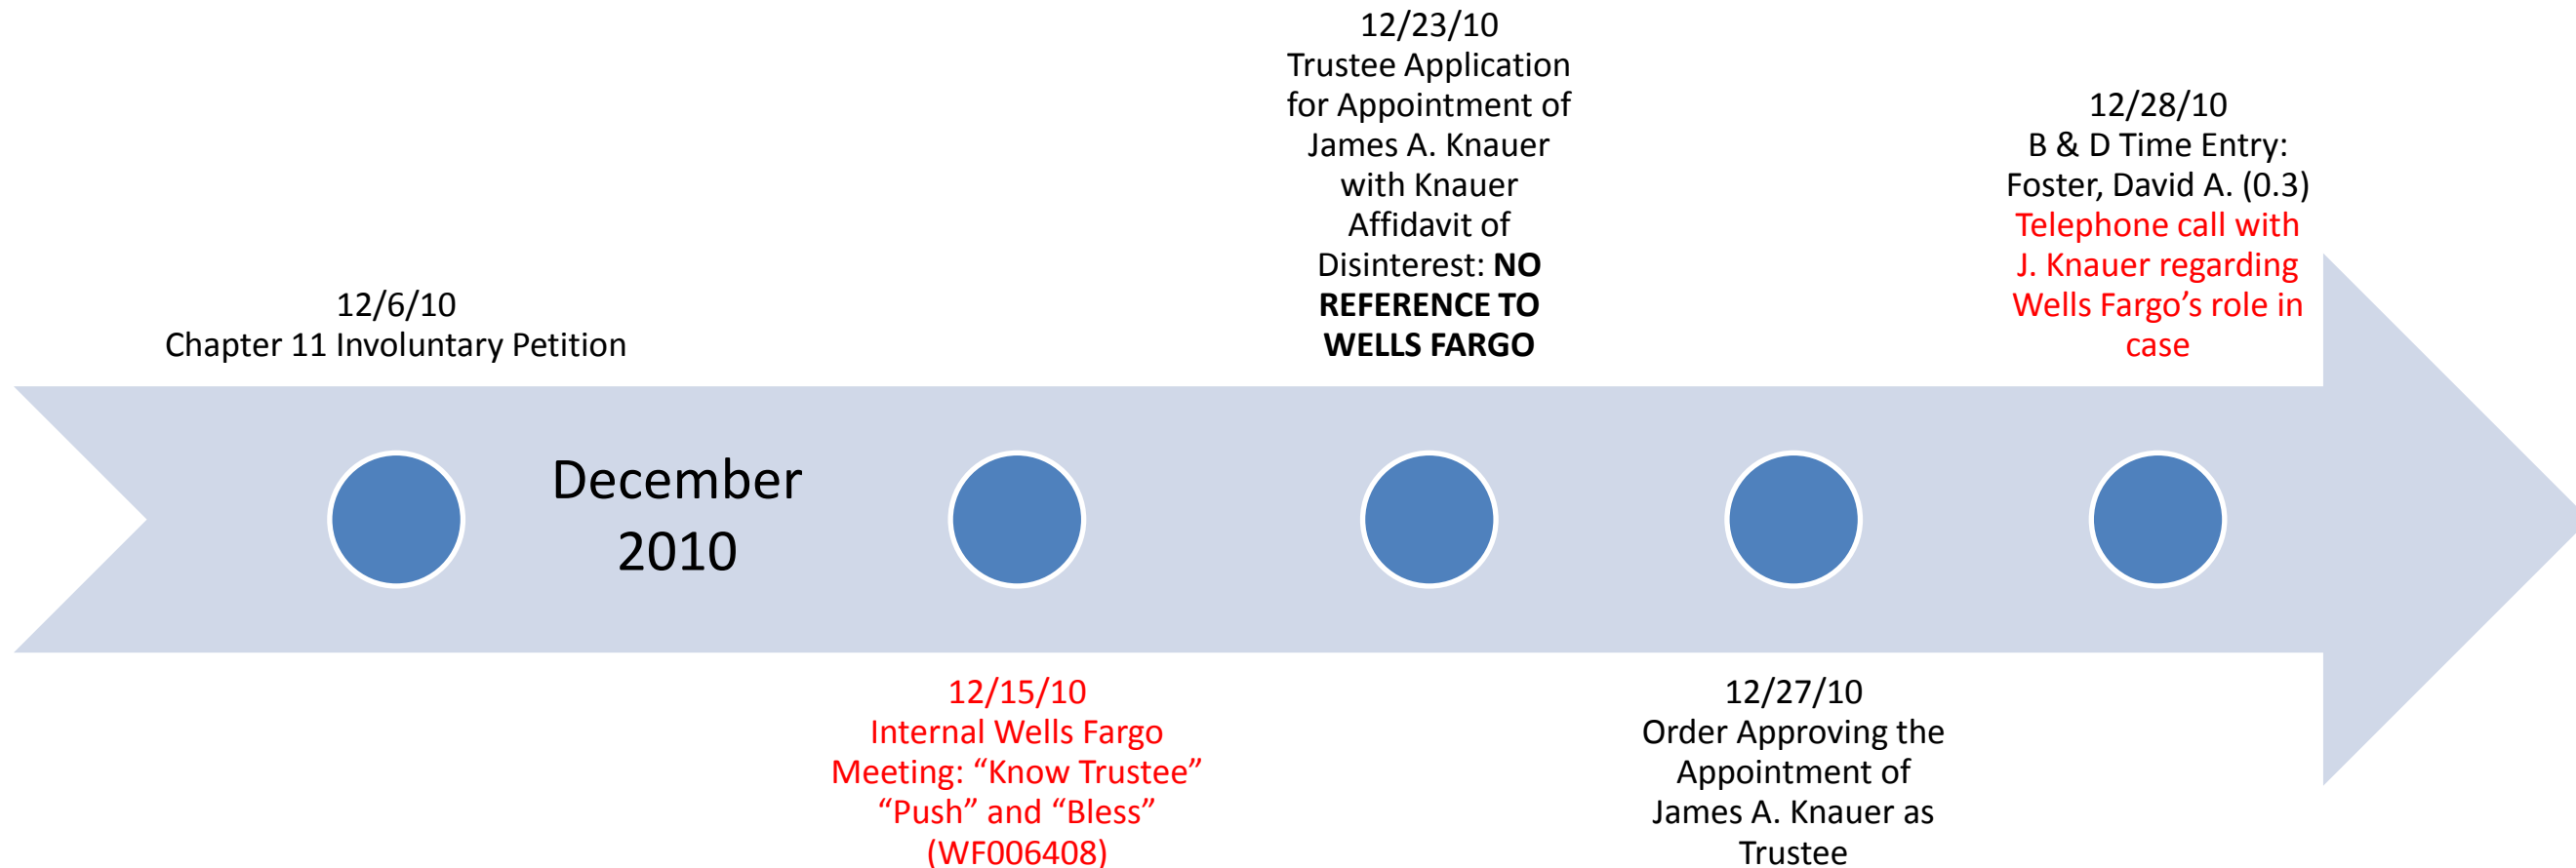 12/6/10
Chapter 11 Involuntary Petition
December
2010
12/15/10
Internal Wells Fargo
Meeting: “Know Trustee”
“Push” and “Bless”
(WF006408)
12/23/10
Trustee Application
for Appointment of
James A. Knauer
with Knauer
Affidavit of
Disinterest: NO
REFERENCE TO
WELLS FARGO
12/27/10
Order Approving the
Appointment of
James A. Knauer as
Trustee
12/28/10
B & D Time Entry:
Foster, David A. (0.3)
Telephone call with
J. Knauer regarding
Wells Fargo’s role in
case